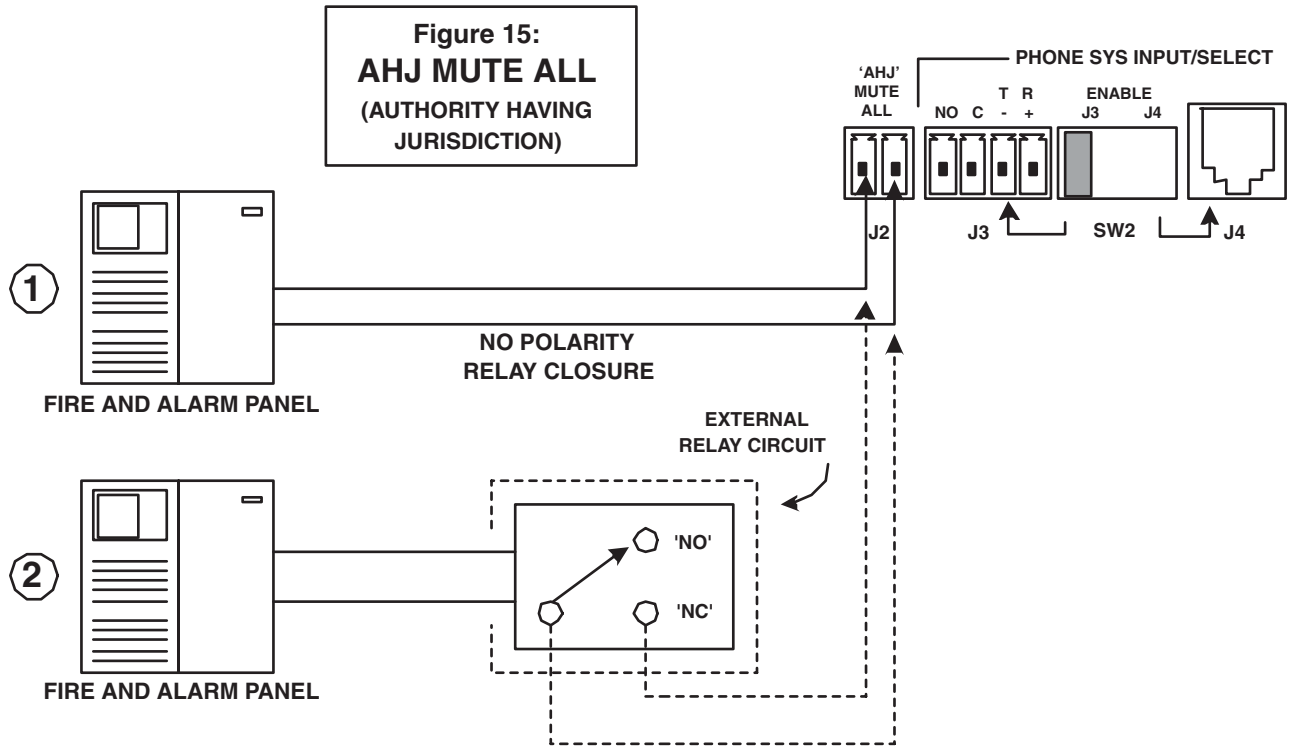 Figure 15:
AHJ MUTE ALL
(AUTHORITY HAVING
JURISDICTION)
PHONE SYS INPUT/SELECT
'AHJ'
MUTE
ALL
T R
NO C - +
ENABLE
J3 J4
J2
J3
SW2
J4
1
NO POLARITY
RELAY CLOSURE
FIRE AND ALARM PANEL
EXTERNAL
RELAY CIRCUIT
2
'NO'
'NC'
FIRE AND ALARM PANEL